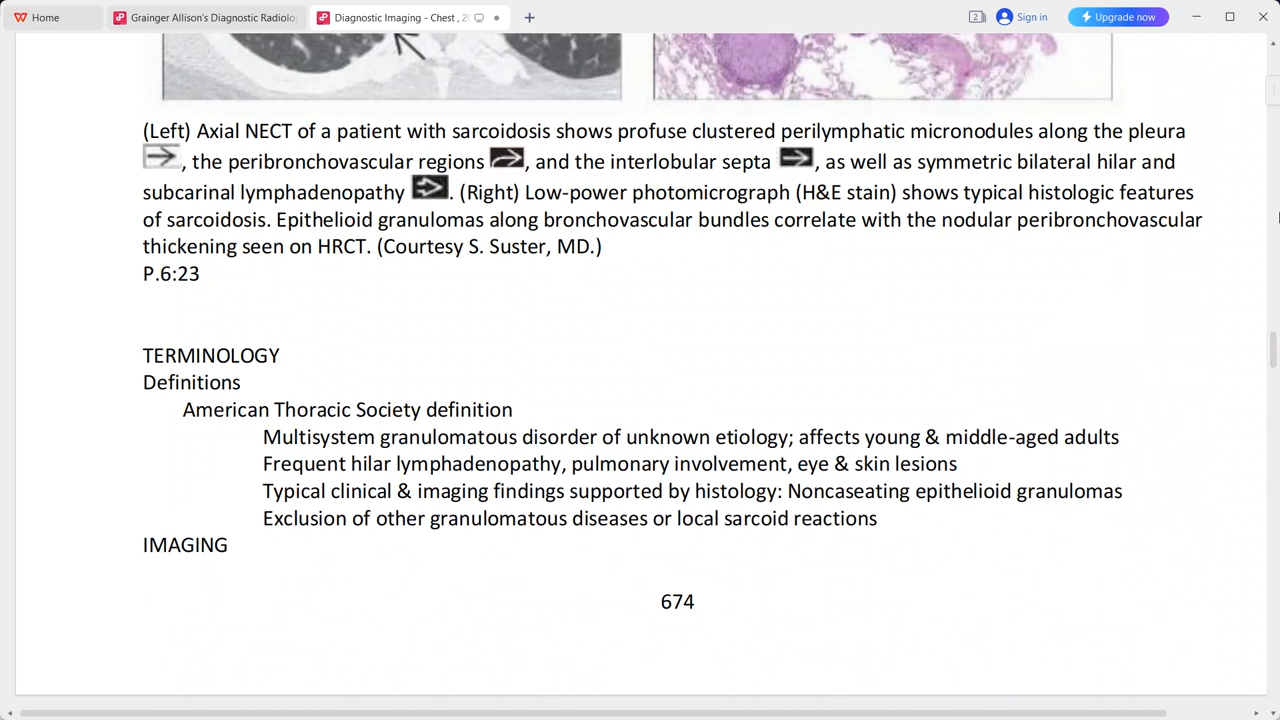 Home
Grainger Allison's Diagnostic Radiolo
Diagnostic Imaging - Chest , 2
2
Sign in
Upgrade now
(Left) Axial NECT of a patient with sarcoidosis shows profuse clustered perilymphatic micronodules along the pleura
, the peribronchovascular regions , and the interlobular septa , as well as symmetric bilateral hilar and
subcarinal lymphadenopathy . (Right) Low-power photomicrograph (H&E stain) shows typical histologic features
of sarcoidosis. Epithelioid granulomas along bronchovascular bundles correlate with the nodular peribronchovascular
thickening seen on HRCT. (Courtesy S. Suster, MD.)
P.6:23
TERMINOLOGY
Definitions
American Thoracic Society definition
Multisystem granulomatous disorder of unknown etiology; affects young & middle-aged adults
Frequent hilar lymphadenopathy, pulmonary involvement, eye & skin lesions
Typical clinical & imaging findings supported by histology: Noncaseating epithelioid granulomas
Exclusion of other granulomatous diseases or local sarcoid reactions
IMAGING
674